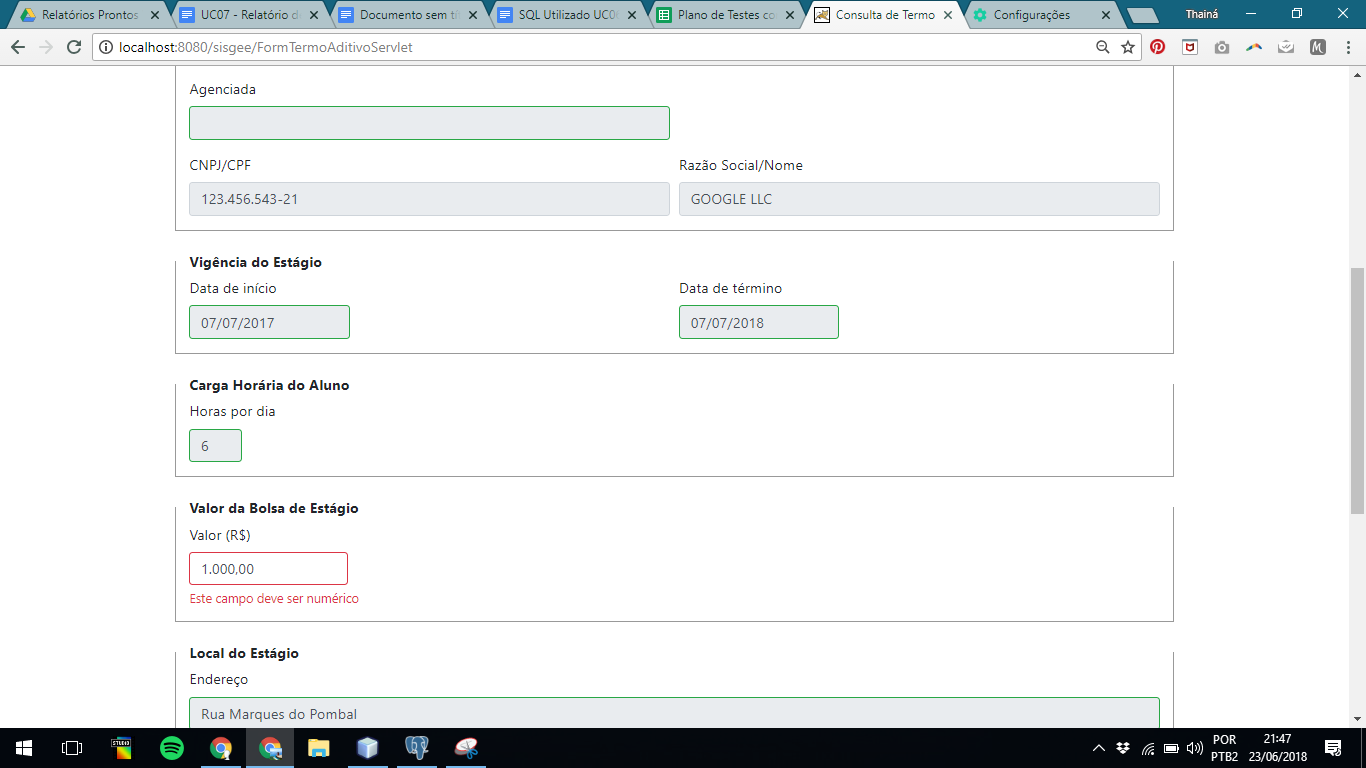 Relatórios Prontos
UC07 - Relatório d
Documento sem tí
SQL Utilizado UC06
Plano de Testes co
Consulta de Termo
Configurações
Thainá
localhost:8080/sisgee/FormTermoAditivoServlet
Agenciada
CNPJ/CPF
Razão Social/Nome
123.456.543-21
GOOGLE LLC
Vigência do Estágio
Data de início
Data de término
07/07/2017
07/07/2018
Carga Horária do Aluno
Horas por dia
6
Valor da Bolsa de Estágio
Valor (R$)
1.000,00
Este campo deve ser numérico
Local do Estágio
Endereço
Rua Marques do Pombal
STUDIO
POR
PTB2
21:47
23/06/2018